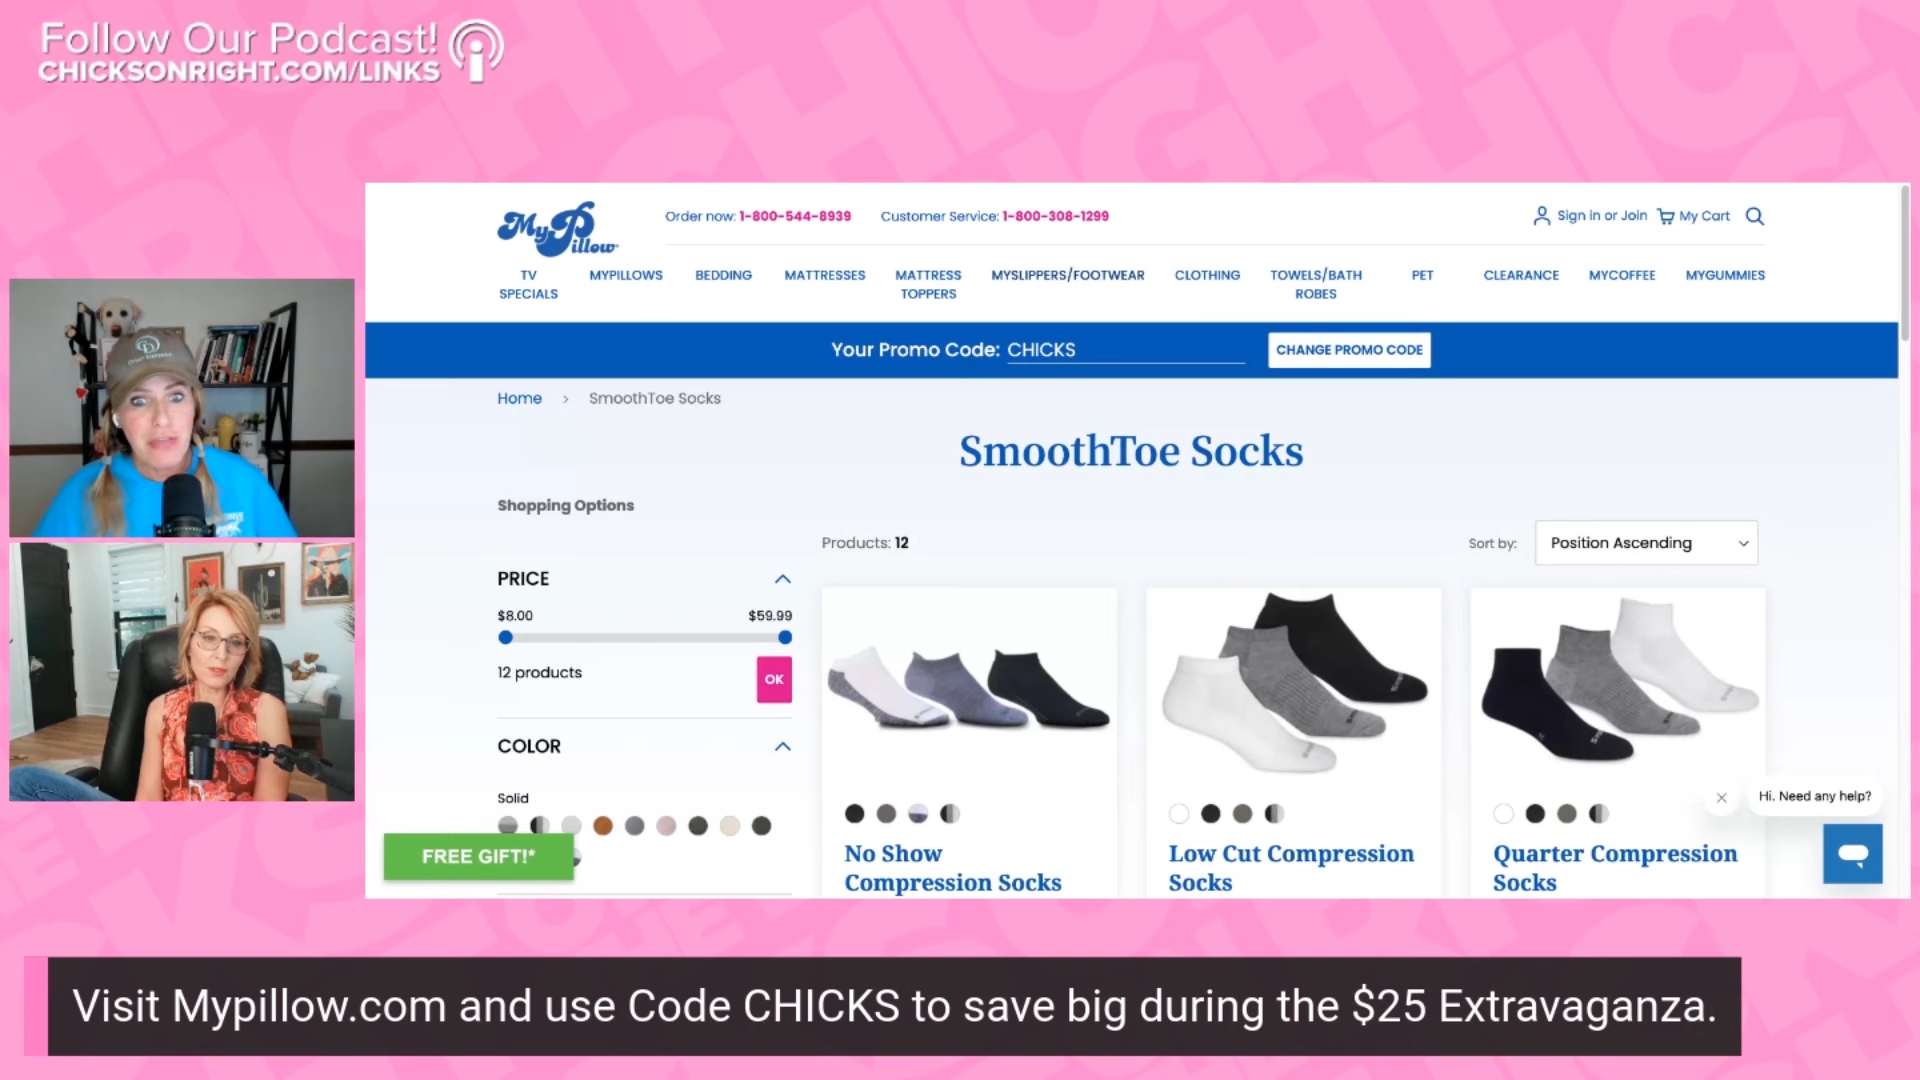 Follow Our Podcast!
CHICKSONRIGHT.COM/LINKS
MyPillow
Order now: 1-800-544-8939
Customer Service: 1-800-308-1299
Sign in or Join
My Cart
TV SPECIALS
MYPILLOWS
BEDDING
MATTRESSES
MATTRESS TOPPERS
MYSLIPPERS/FOOTWEAR
CLOTHING
TOWELS/BATH ROBES
PET
CLEARANCE
MYCOFFEE
MYGUMMIES
Your Promo Code: CHICKS
CHANGE PROMO CODE
Home > SmoothToe Socks
SmoothToe Socks
Shopping Options
Products: 12
Sort by: Position Ascending
PRICE
$8.00 $59.99
12 products
OK
COLOR
Solid
FREE GIFT!*
No Show
Compression Socks
Low Cut Compression
Socks
Quarter Compression
Socks
Hi. Need any help?
Visit Mypillow.com and use Code CHICKS to save big during the $25 Extravaganza.